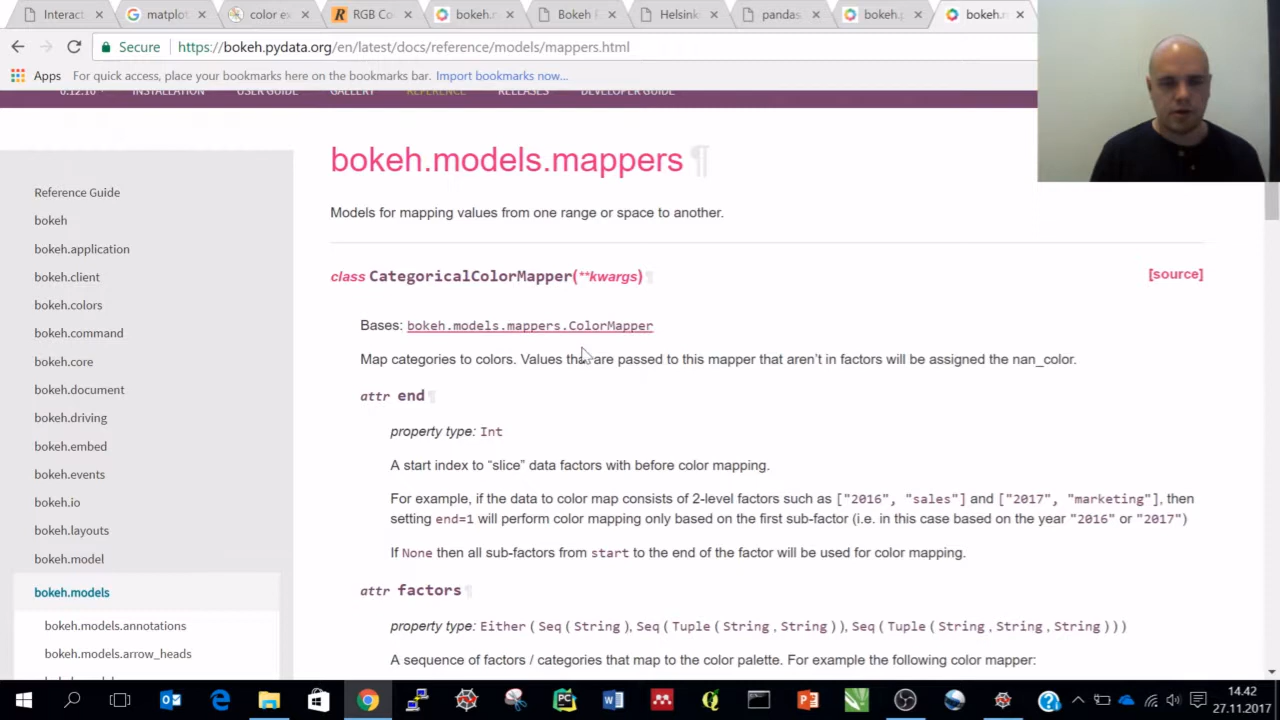 Interact
matplot
color ex
RGB Co
bokeh.m
Bokeh
Helsink
pandas
bokeh.p
bokeh.
Secure
https://bokeh.pydata.org/en/latest/docs/reference/models/mappers.html
Apps
For quick access, place your bookmarks here on the bookmarks bar. Import bookmarks now...
0.12.10
INSTALLATION
USER GUIDE
GALLERY
REFERENCE
RELEASES
DEVELOPER GUIDE
Reference Guide
bokeh
bokeh.application
bokeh.client
bokeh.colors
bokeh.command
bokeh.core
bokeh.document
bokeh.driving
bokeh.embed
bokeh.events
bokeh.io
bokeh.layouts
bokeh.model
bokeh.models
bokeh.models.annotations
bokeh.models.arrow_heads
bokeh.models.mappers ¶
Models for mapping values from one range or space to another.
class CategoricalColorMapper(**kwargs) ¶
[source]
Bases: bokeh.models.mappers.ColorMapper
Map categories to colors. Values that are passed to this mapper that aren't in factors will be assigned the nan_color.
attr end ¶
property type: Int
A start index to “slice” data factors with before color mapping.
For example, if the data to color map consists of 2-level factors such as ["2016", "sales"] and ["2017", "marketing"], then
setting end=1 will perform color mapping only based on the first sub-factor (i.e. in this case based on the year "2016" or "2017")
If None then all sub-factors from start to the end of the factor will be used for color mapping.
attr factors ¶
property type: Either ( Seq ( String ), Seq ( Tuple ( String , String ) ), Seq ( Tuple ( String , String , String ) ) )
A sequence of factors / categories that map to the color palette. For example the following color mapper:
14.42
27.11.2017